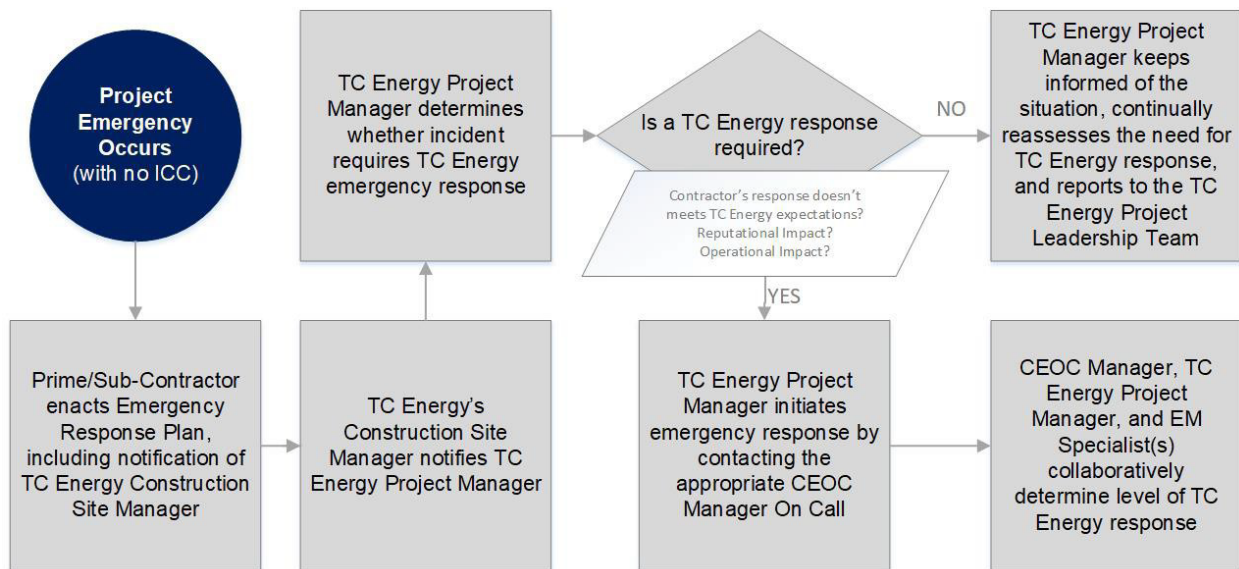 Project
Emergency
Occurs
(with no ICC)
Prime/Sub-Contractor
enacts Emergency
Response Plan,
including notification of
TC Energy Construction
Site Manager
TC Energy's
Construction Site
Manager notifies TC
Energy Project Manager
TC Energy Project
Manager determines
whether incident
requires TC Energy
emergency response
Is a TC Energy response
required?
Contractor's response doesn't
meets TC Energy expectations?
Reputational Impact?
Operational Impact?
NO
TC Energy Project
Manager keeps
informed of the
situation, continually
reassesses the need for
TC Energy response,
and reports to the TC
Energy Project
Leadership Team
YES
TC Energy Project
Manager initiates
emergency response by
contacting the
appropriate CEOC
Manager On Call
CEOC Manager, TC
Energy Project
Manager, and EM
Specialist(s)
collaboratively
determine level of TC
Energy response